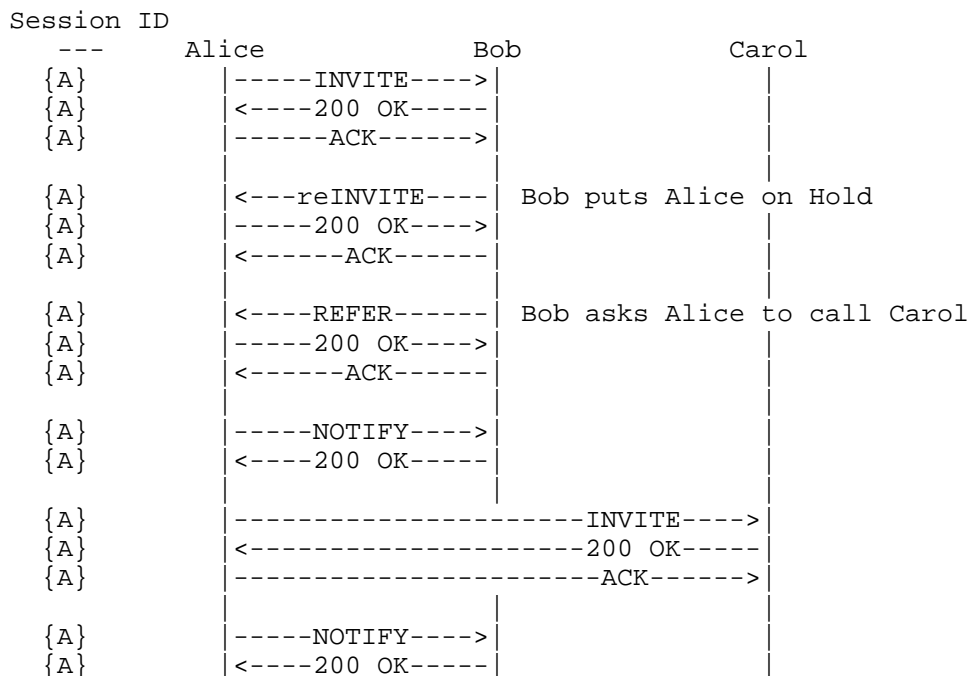 Session ID
---        Alice            Bob            Carol
{A}        |-----INVITE---->|               |
{A}        |<----200 OK-----|               |
{A}        |------ACK------>|               |
           |                |               |
{A}        |<---reINVITE----| Bob puts Alice on Hold
{A}        |-----200 OK---->|               |
{A}        |<------ACK------|               |
           |                |               |
{A}        |<----REFER------| Bob asks Alice to call Carol
{A}        |-----200 OK---->|               |
{A}        |<------ACK------|               |
           |                |               |
{A}        |-----NOTIFY---->|               |
{A}        |<----200 OK-----|               |
           |                |               |
{A}        |---------------------INVITE---->|
{A}        |<--------------------200 OK-----|
{A}        |----------------------ACK------>|
           |                |               |
{A}        |-----NOTIFY---->|               |
{A}        |<----200 OK-----|               |